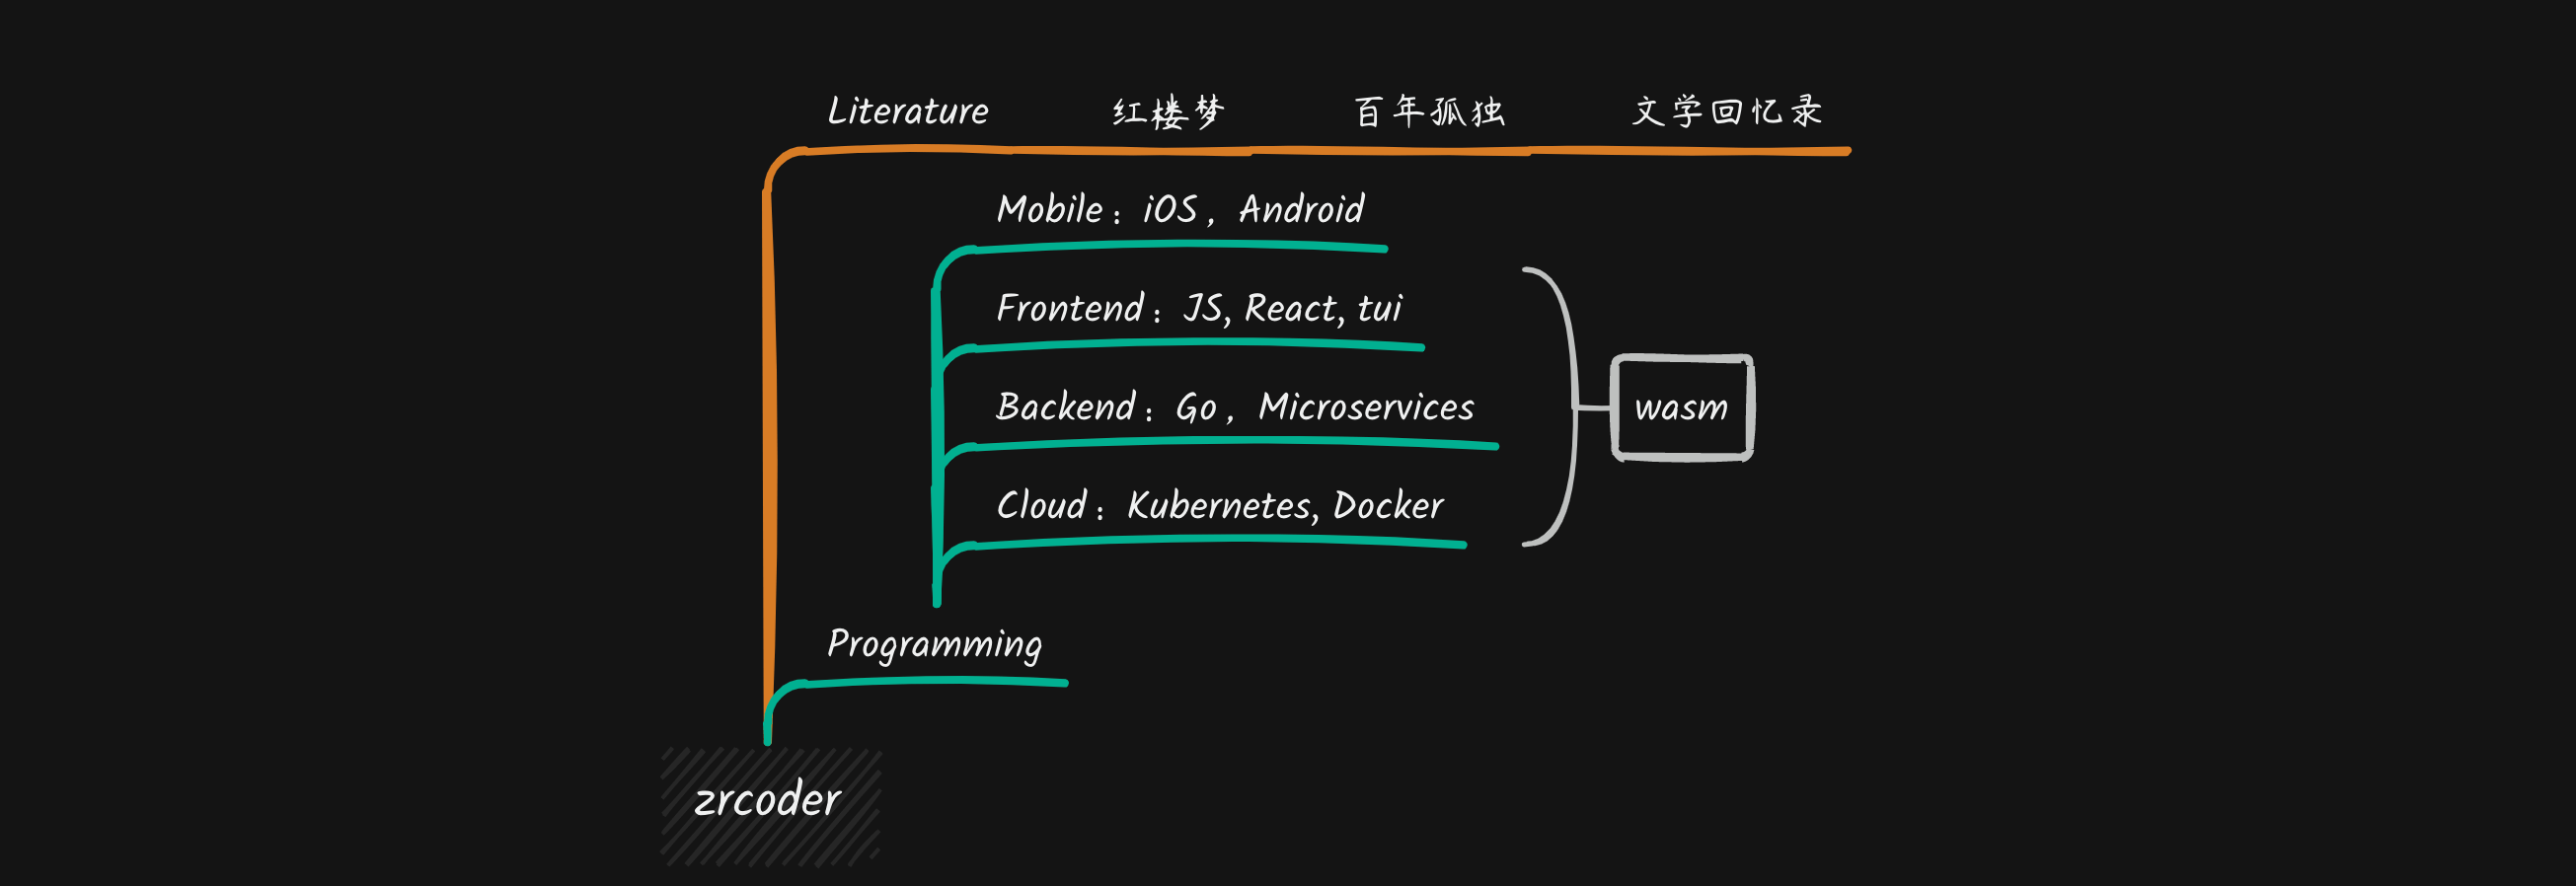 Literature 红楼梦 百年孤独 文学回忆录
Mobile：iOS，Android
Frontend：JS, React, tui
Backend：Go，Microservices
wasm
Cloud：Kubernetes, Docker
Programming
zrcoder